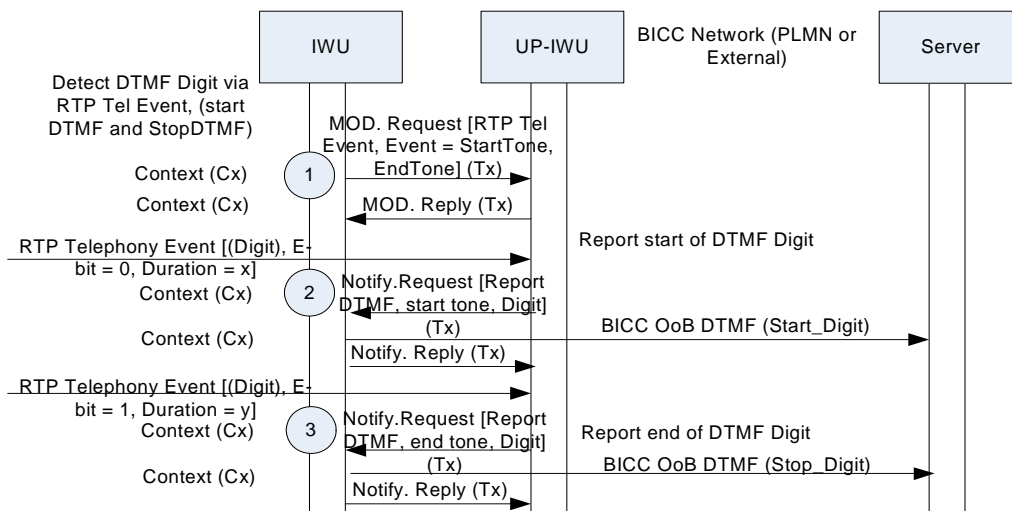 IWU
UP-IWU
BICC Network (PLMN or
External)
Server
Detect DTMF Digit via
RTP Tel Event, (start
DTMF and StopDTMF)
MOD. Request [RTP Tel
Event, Event = StartTone,
EndTone] (Tx)
Context (Cx)
1
Context (Cx)
MOD. Reply (Tx)
RTP Telephony Event [(Digit), E-
bit = 0, Duration = x]
Report start of DTMF Digit
Context (Cx)
2
Notify.Request [Report
DTMF, start tone, Digit]
(Tx)
Context (Cx)
BICC OoB DTMF (Start_Digit)
Notify. Reply (Tx)
RTP Telephony Event [(Digit), E-
bit = 1, Duration = y]
Context (Cx)
3
Notify.Request [Report
DTMF, end tone, Digit]
(Tx)
Report end of DTMF Digit
Context (Cx)
BICC OoB DTMF (Stop_Digit)
Notify. Reply (Tx)